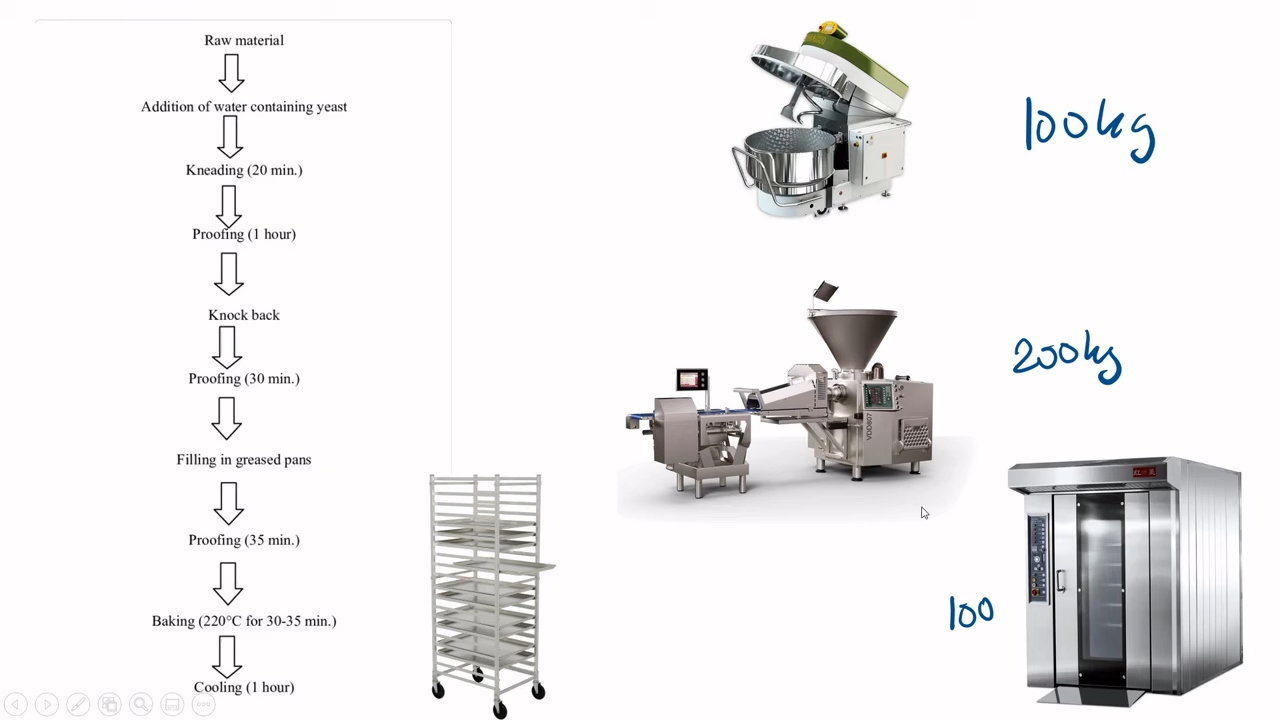 Raw material
Addition of water containing yeast
Kneading (20 min.)
Proofing (1 hour)
Knock back
Proofing (30 min.)
Filling in greased pans
Proofing (35 min.)
Baking (220°C for 30-35 min.)
Cooling (1 hour)
100kg
200kg
VDD807
100